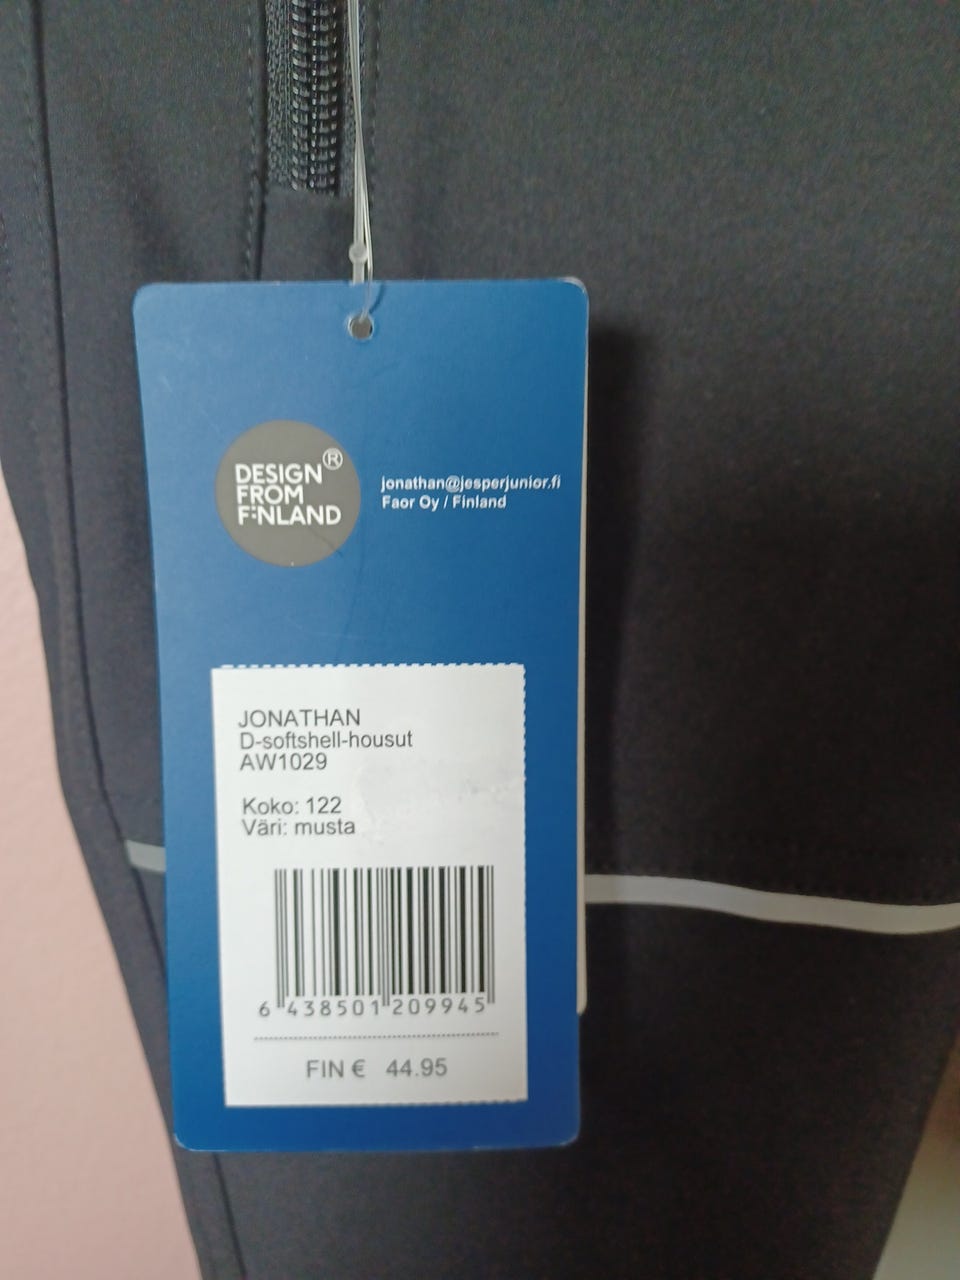 DESIGN®
FROM
FINLAND
jonathan@jesperjunior.fi
Faor Oy / Finland
JONATHAN
D-softshell-housut
AW1029
Koko: 122
Väri: musta
6 438501 209945
FIN € 44.95